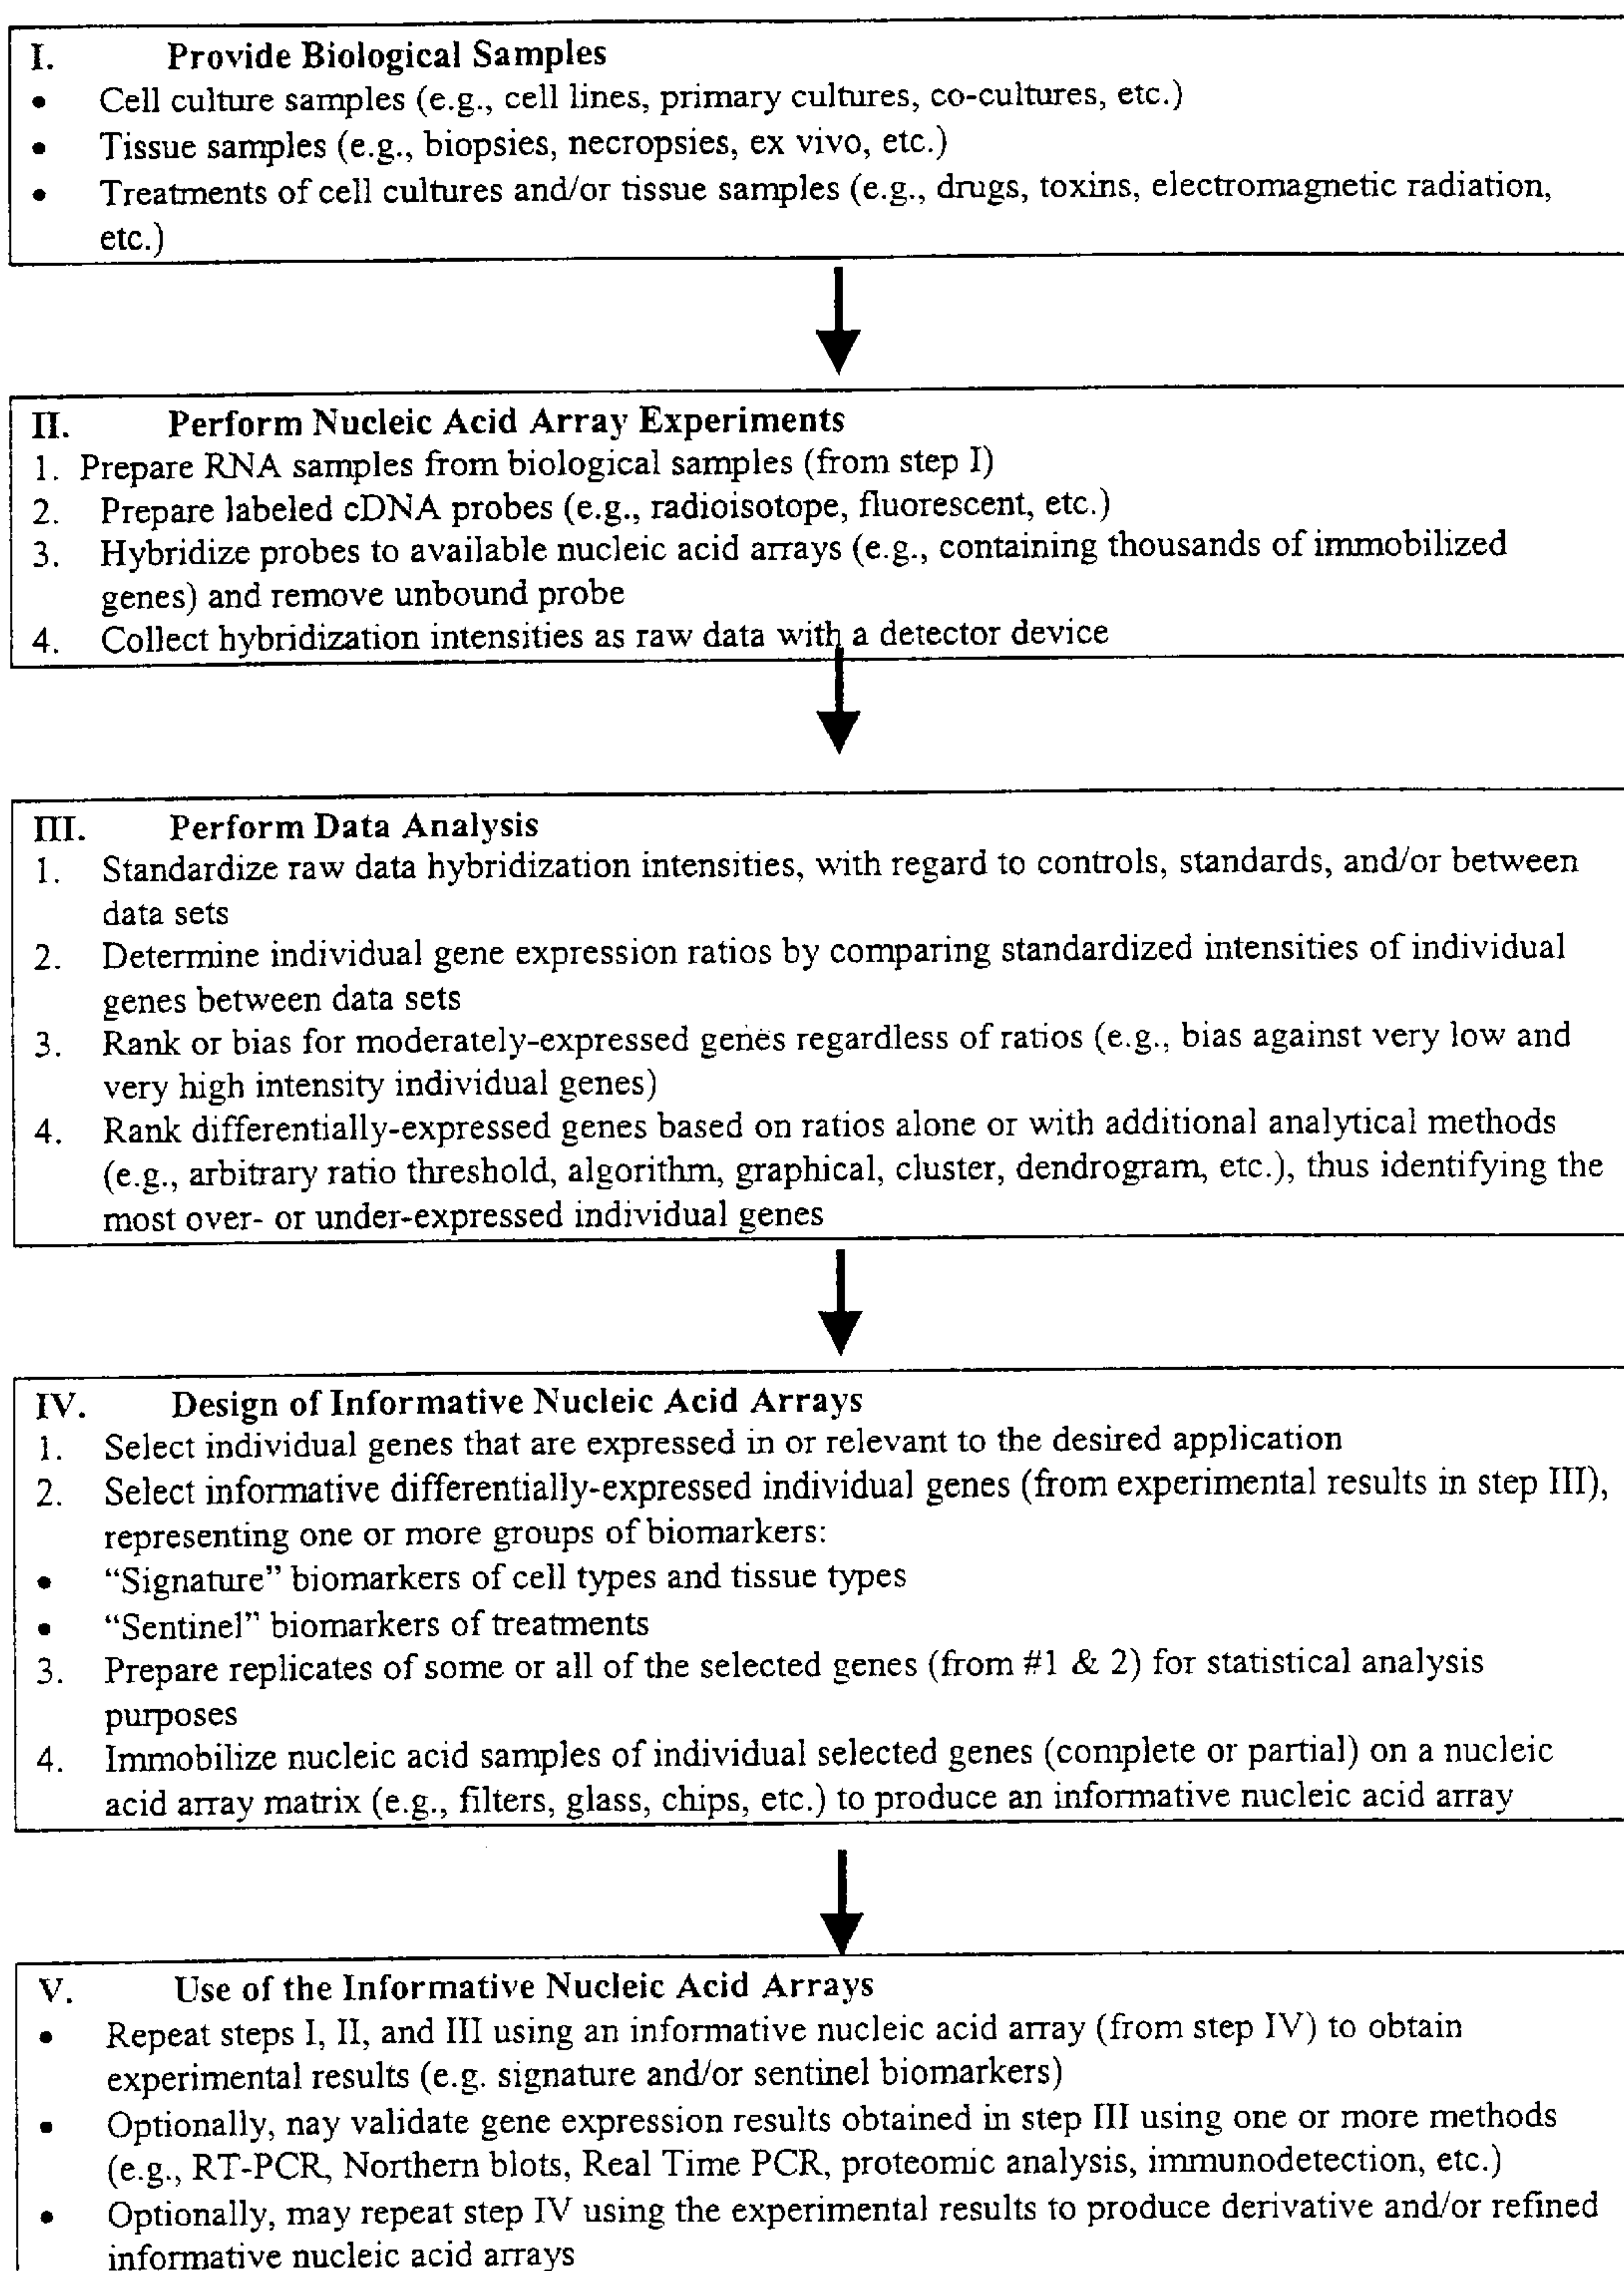 I. Provide Biological Samples
• Cell culture samples (e.g., cell lines, primary cultures, co-cultures, etc.)
• Tissue samples (e.g., biopsies, necropsies, ex vivo, etc.)
• Treatments of cell cultures and/or tissue samples (e.g., drugs, toxins, electromagnetic radiation,
etc.)
II. Perform Nucleic Acid Array Experiments
1. Prepare RNA samples from biological samples (from step I)
2. Prepare labeled cDNA probes (e.g., radioisotope, fluorescent, etc.)
3. Hybridize probes to available nucleic acid arrays (e.g., containing thousands of immobilized
genes) and remove unbound probe
4. Collect hybridization intensities as raw data with a detector device
III. Perform Data Analysis
1. Standardize raw data hybridization intensities, with regard to controls, standards, and/or between
data sets
2. Determine individual gene expression ratios by comparing standardized intensities of individual
genes between data sets
3. Rank or bias for moderately-expressed genes regardless of ratios (e.g., bias against very low and
very high intensity individual genes)
4. Rank differentially-expressed genes based on ratios alone or with additional analytical methods
(e.g., arbitrary ratio threshold, algorithm, graphical, cluster, dendrogram, etc.), thus identifying the
most over- or under-expressed individual genes
IV. Design of Informative Nucleic Acid Arrays
1. Select individual genes that are expressed in or relevant to the desired application
2. Select informative differentially-expressed individual genes (from experimental results in step III),
representing one or more groups of biomarkers:
• “Signature” biomarkers of cell types and tissue types
• “Sentinel” biomarkers of treatments
3. Prepare replicates of some or all of the selected genes (from #1 & 2) for statistical analysis
purposes
4. Immobilize nucleic acid samples of individual selected genes (complete or partial) on a nucleic
acid array matrix (e.g., filters, glass, chips, etc.) to produce an informative nucleic acid array
V. Use of the Informative Nucleic Acid Arrays
• Repeat steps I, II, and III using an informative nucleic acid array (from step IV) to obtain
experimental results (e.g. signature and/or sentinel biomarkers)
• Optionally, nay validate gene expression results obtained in step III using one or more methods
(e.g., RT-PCR, Northern blots, Real Time PCR, proteomic analysis, immunodetection, etc.)
• Optionally, may repeat step IV using the experimental results to produce derivative and/or refined
informative nucleic acid arrays